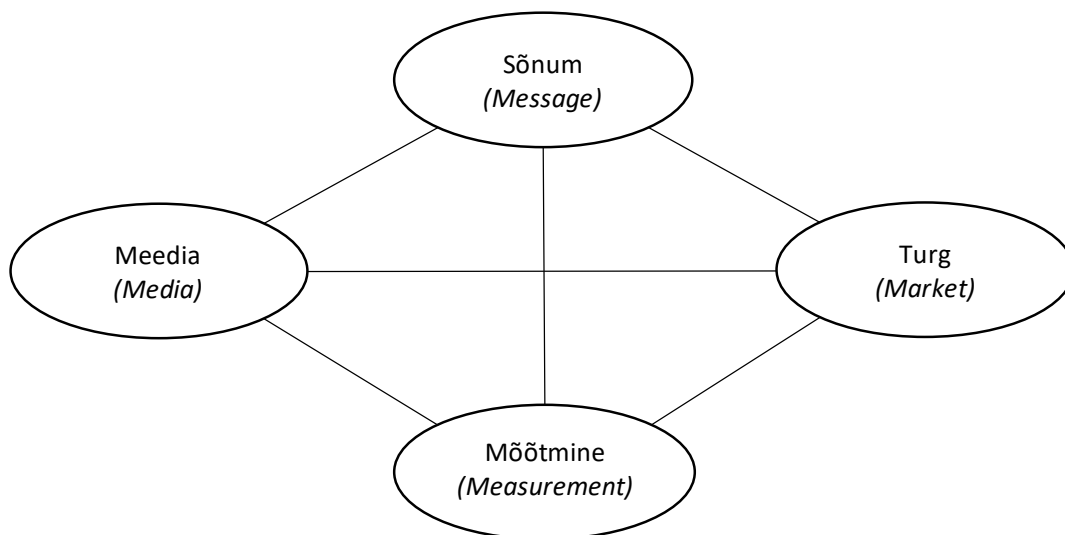 Sõnum
(Message)
Meedia
(Media)
Turg
(Market)
Mõõtmine
(Measurement)